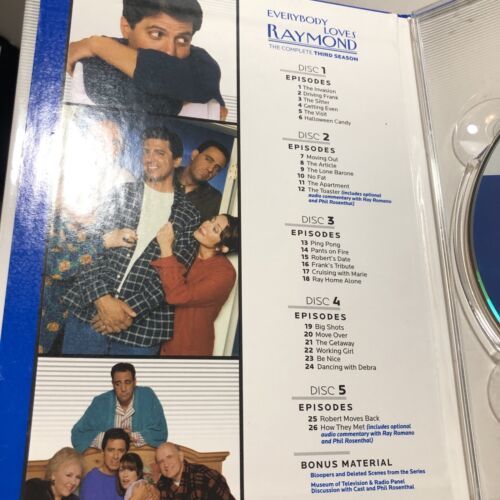 EVERYBODY
LOVES
RAYMOND
THE COMPLETE THIRD SEASON
DISC 1
EPISODES
1 The Invasion
2 Driving Frank
3 The Sitter
4 Getting Even
5 The Visit
6 Halloween Candy
DISC 2
EPISODES
7 Moving Out
8 The Article
9 The Lone Barone
10 No Fat
11 The Apartment
12 The Toaster (includes optional
audio commentary with Ray Romano
and Phil Rosenthal)
DISC 3
EPISODES
13 Ping Pong
14 Pants on Fire
15 Robert's Date
16 Frank's Tribute
17 Cruising with Marie
18 Ray Home Alone
DISC 4
EPISODES
19 Big Shots
20 Move Over
21 The Getaway
22 Working Girl
23 Be Nice
24 Dancing with Debra
DISC 5
EPISODES
25 Robert Moves Back
26 How They Met (includes optional
audio commentary with Ray Romano
and Phil Rosenthal)
BONUS MATERIAL
Bloopers and Deleted Scenes from the Series
Museum of Television & Radio Panel
Discussion with Cast and Phil Rosenthal